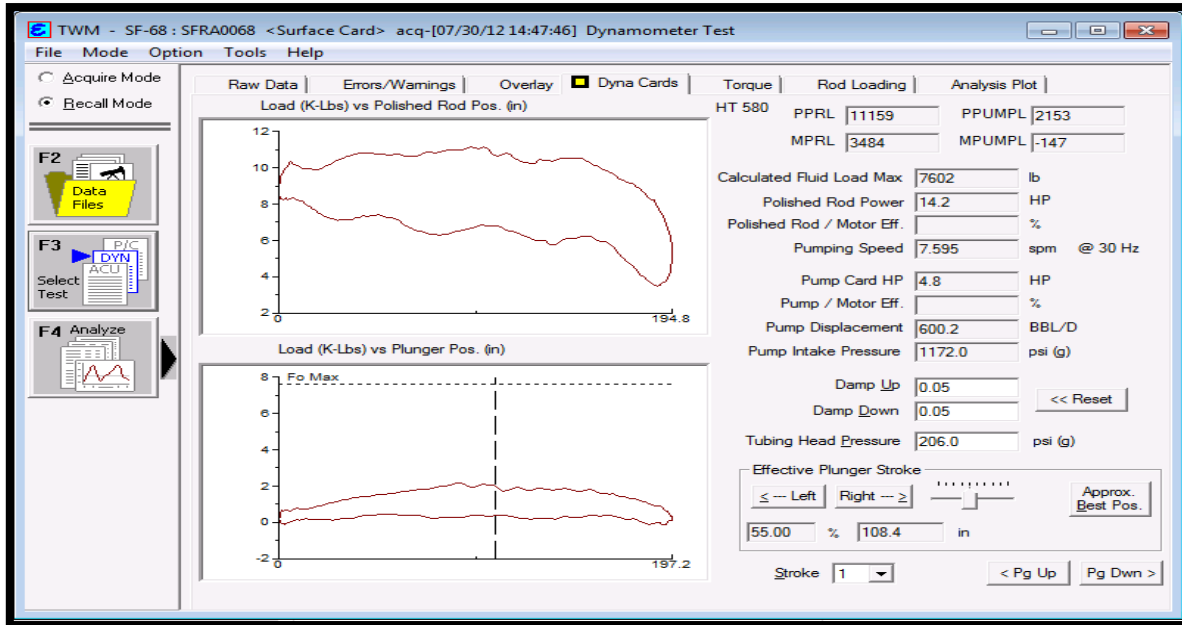 TWM - SF-68 : SFRA0068 <Surface Card> acq-[07/30/12 14:47:46] Dynamometer Test
File Mode Option Tools Help
Acquire Mode
Recall Mode
F2
Data
Files
F3
P/C
DYN
ACU
Select
Test
F4 Analyze
Raw Data
Errors/Warnings
Overlay
Dyna Cards
Torque
Rod Loading
Analysis Plot
Load (K-Lbs) vs Polished Rod Pos. (in)
12
10
8
6
4
2
0
194.8
Load (K-Lbs) vs Plunger Pos. (in)
8
Fo Max
6
4
2
0
-2
0
197.2
HT 580
PPRL 11159 PPUMPL 2153
MPRL 3484 MPUMPL -147
Calculated Fluid Load Max 7602 lb
Polished Rod Power 14.2 HP
Polished Rod / Motor Eff. %
Pumping Speed 7.595 spm @ 30 Hz
Pump Card HP 4.8 HP
Pump / Motor Eff. %
Pump Displacement 600.2 BBL/D
Pump Intake Pressure 1172.0 psi (g)
Damp Up 0.05
<< Reset
Damp Down 0.05
Tubing Head Pressure 206.0 psi (g)
Effective Plunger Stroke
< --- Left Right --- >
Approx.
Best Pos.
55.00 % 108.4 in
Stroke 1 < Pg Up Pg Dwn >